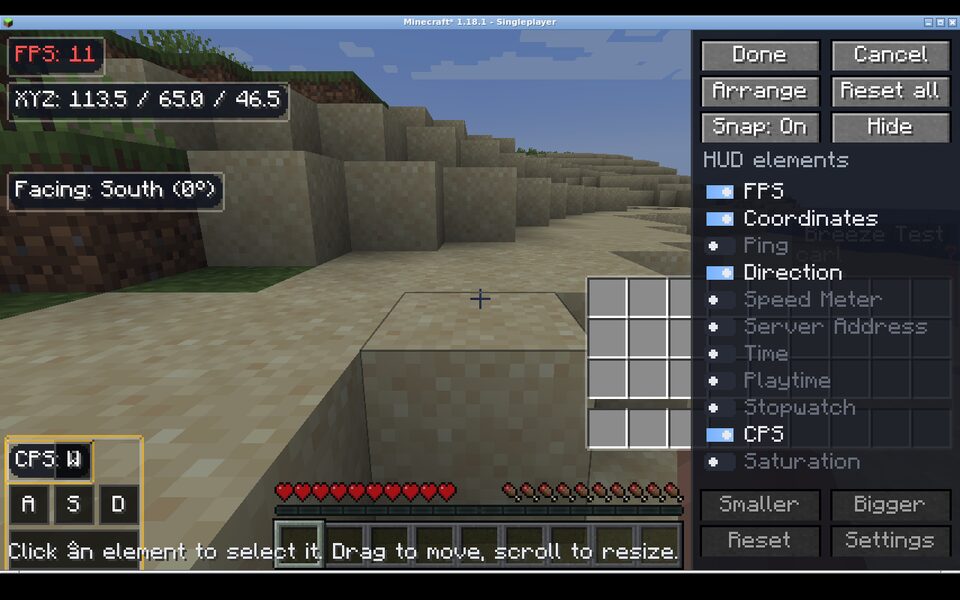 Minecraft* 1.18.1 - Singleplayer
FPS: 11
XYZ: 113.5 / 65.0 / 46.5
Facing: South (0°)
Done
Cancel
Arrange
Reset all
Snap: On
Hide
HUD elements
FPS
Coordinates
Ping
Direction
Speed Meter
Server Address
Time
Playtime
Stopwatch
CPS
Saturation
Smaller
Bigger
Reset
Settings
Breeze Test
CPS: W
A S D
Click an element to select it. Drag to move, scroll to resize.